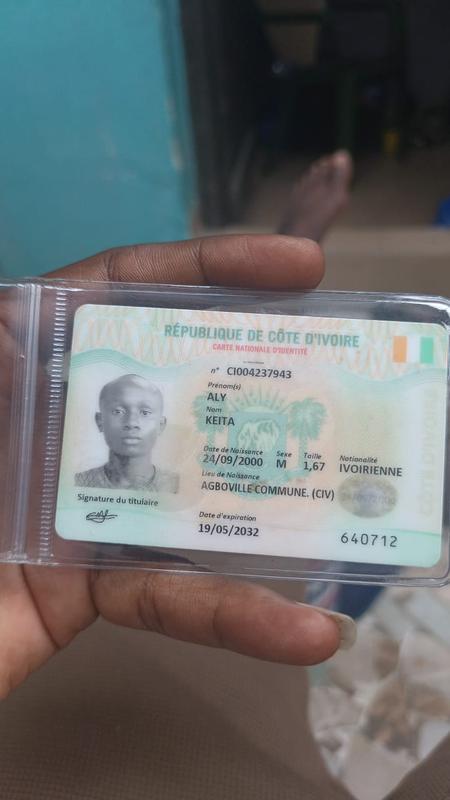 RÉPUBLIQUE DE CÔTE D'IVOIRE
CARTE NATIONALE D'IDENTITÉ
n° CI004237943
Prénom(s)
ALY
Nom
KEITA
Date de Naissance Sexe Taille Nationalité
24/09/2000 M 1,67 IVOIRIENNE
Lieu de Naissance
AGBOVILLE COMMUNE. (CIV)
Signature du titulaire
Date d'expiration
19/05/2032
640712